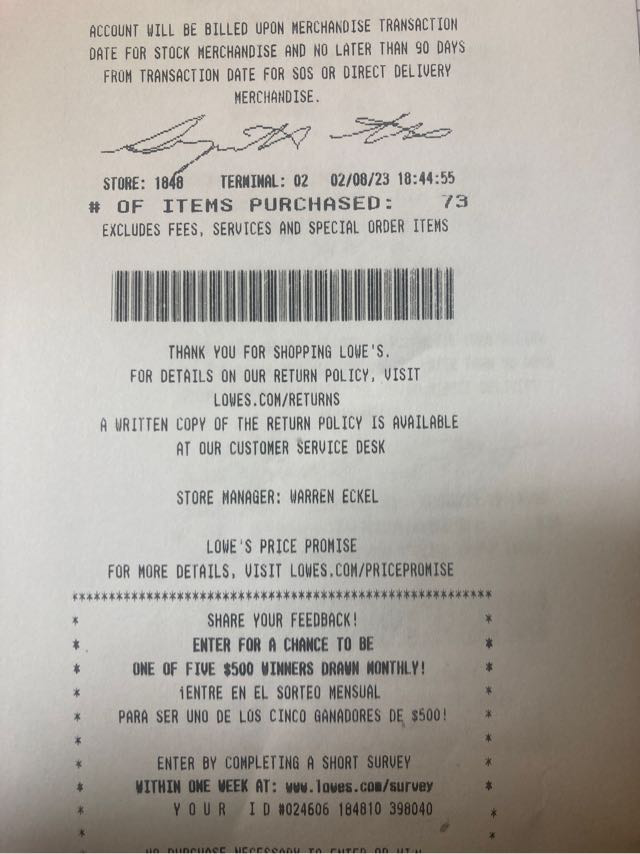 ACCOUNT WILL BE BILLED UPON MERCHANDISE TRANSACTION
DATE FOR STOCK MERCHANDISE AND NO LATER THAN 90 DAYS
FROM TRANSACTION DATE FOR SOS OR DIRECT DELIVERY
MERCHANDISE.
STORE: 1848 TERMINAL: 02 02/08/23 18:44:55
# OF ITEMS PURCHASED: 73
EXCLUDES FEES, SERVICES AND SPECIAL ORDER ITEMS
THANK YOU FOR SHOPPING LOWE'S.
FOR DETAILS ON OUR RETURN POLICY, VISIT
LOWES.COM/RETURNS
A WRITTEN COPY OF THE RETURN POLICY IS AVAILABLE
AT OUR CUSTOMER SERVICE DESK
STORE MANAGER: WARREN ECKEL
LOWE'S PRICE PROMISE
FOR MORE DETAILS, VISIT LOWES.COM/PRICEPROMISE
*******************************************************
* SHARE YOUR FEEDBACK! *
* ENTER FOR A CHANCE TO BE *
* ONE OF FIVE $500 WINNERS DRAWN MONTHLY! *
* ¡ENTRE EN EL SORTEO MENSUAL *
* PARA SER UNO DE LOS CINCO GANADORES DE $500! *
* *
* ENTER BY COMPLETING A SHORT SURVEY *
* WITHIN ONE WEEK AT: www.lowes.com/survey *
* YOUR ID #024606 184810 398040 *
* *
NO PURCHASE NECESSARY TO ENTER OR WIN